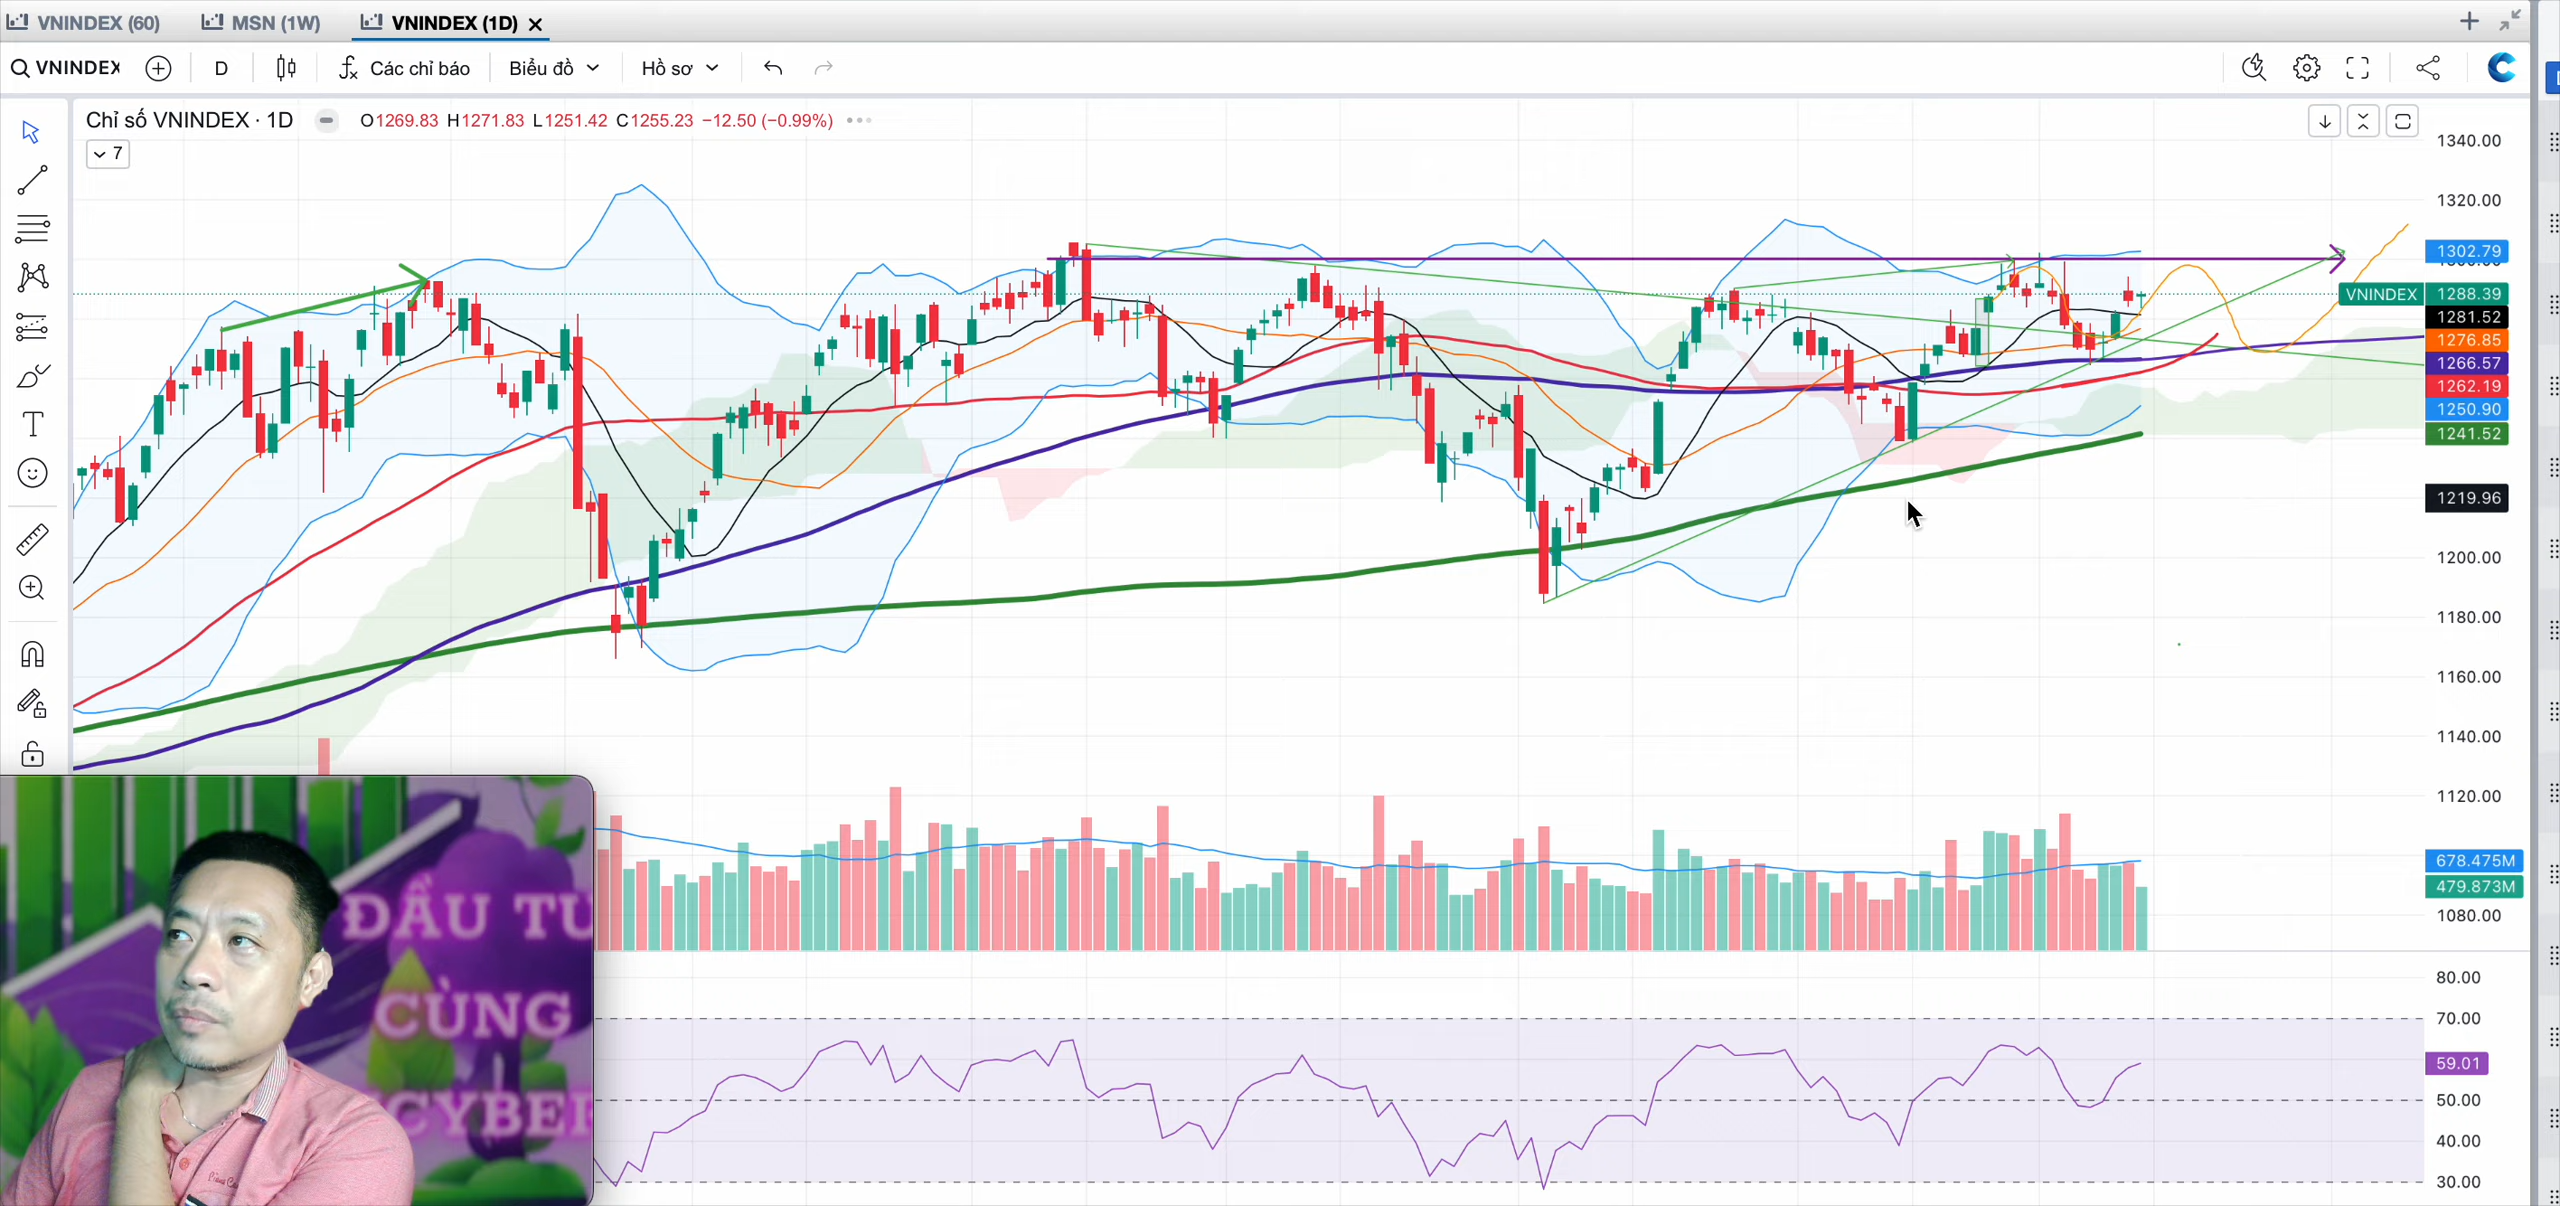 VNINDEX (60)
MSN (1W)
VNINDEX (1D)
VNINDEX
D
Các chỉ báo
Biểu đồ
Hồ sơ
Chỉ số VNINDEX · 1D
O1269.83 H1271.83 L1251.42 C1255.23 −12.50 (−0.99%)
7
1340.00
1320.00
1302.79
VNINDEX 1288.39
1281.52
1276.85
1266.57
1262.19
1250.90
1241.52
1219.96
1200.00
1180.00
1160.00
1140.00
1120.00
678.475M
479.873M
1080.00
80.00
70.00
59.01
50.00
40.00
30.00
ĐẦU TƯ
CÙNG
CYBER